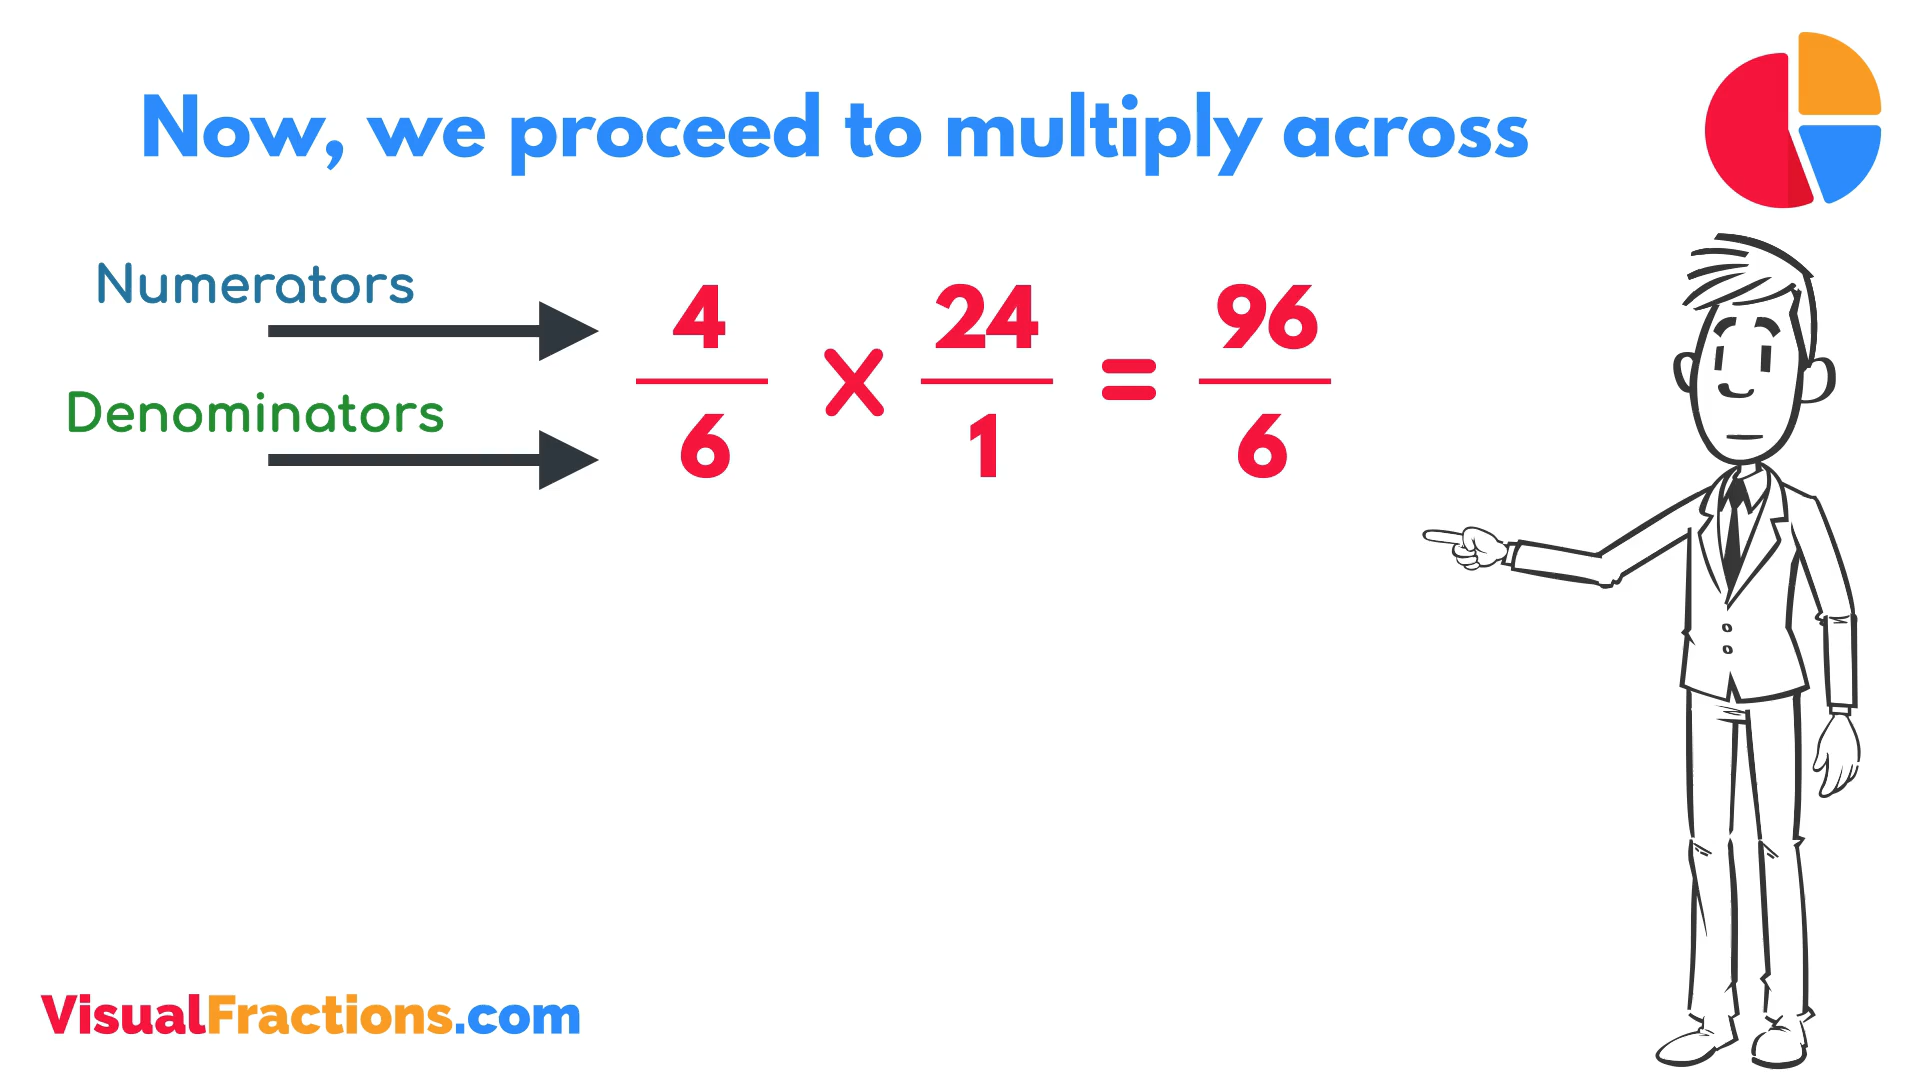 Now, we proceed to multiply across
Numerators
Denominators
4 24 96
x =
6 1 6
VisualFractions.com